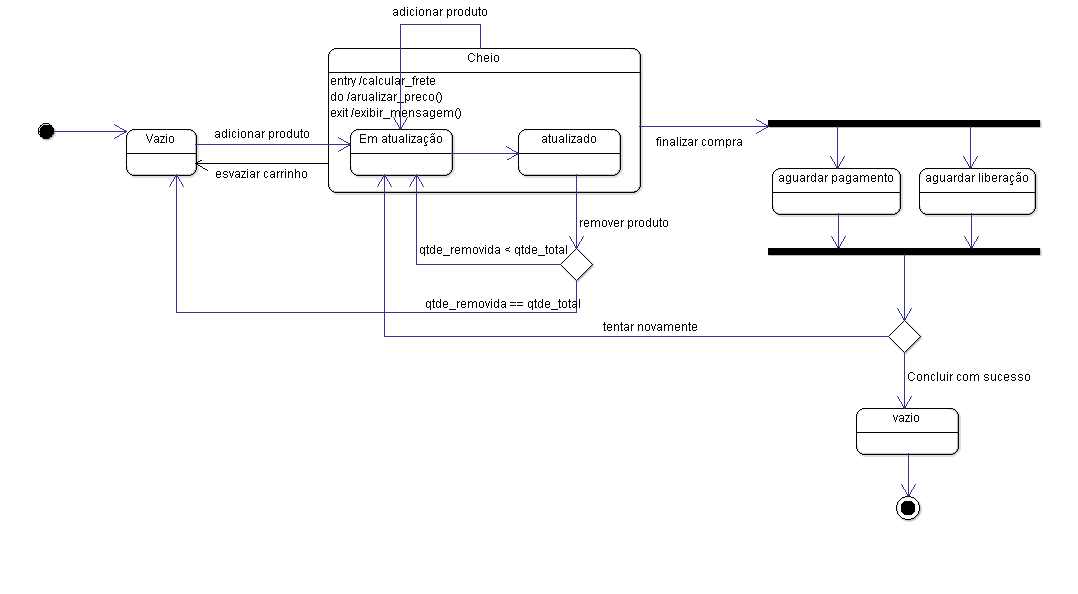 adicionar produto
Cheio
entry /calcular_frete
do /arualizar_preco()
exit /exibir_mensagem()
Vazio
adicionar produto
esvaziar carrinho
Em atualização
atualizado
finalizar compra
aguardar pagamento
aguardar liberação
remover produto
qtde_removida < qtde_total
qtde_removida == qtde_total
tentar novamente
Concluir com sucesso
vazio